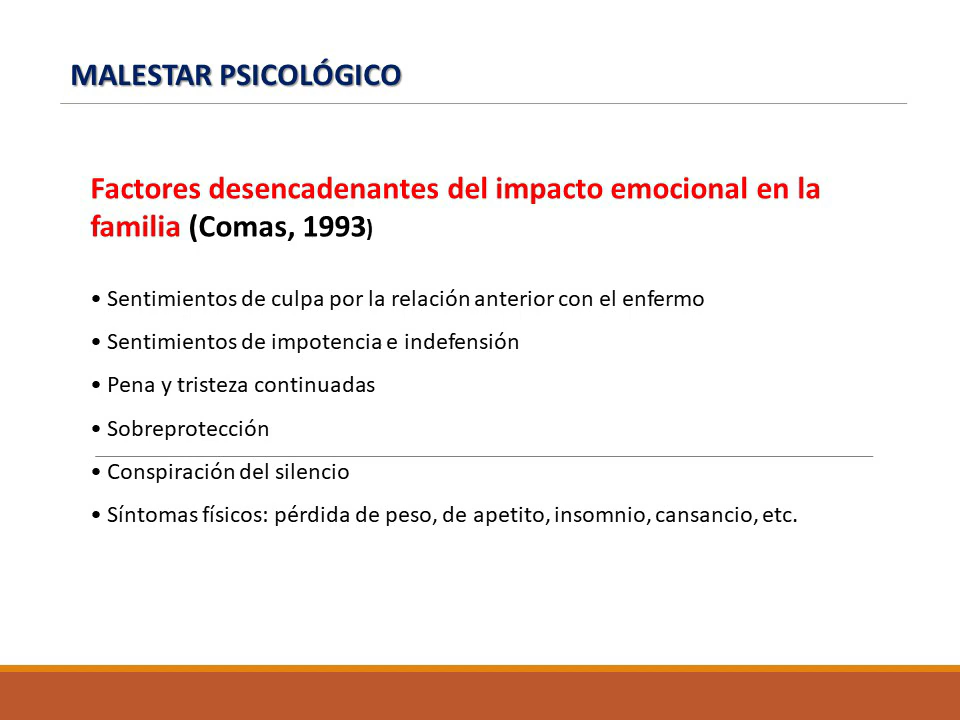 MALESTAR PSICOLÓGICO
Factores desencadenantes del impacto emocional en la
familia (Comas, 1993)
• Sentimientos de culpa por la relación anterior con el enfermo
• Sentimientos de impotencia e indefensión
• Pena y tristeza continuadas
• Sobreprotección
• Conspiración del silencio
• Síntomas físicos: pérdida de peso, de apetito, insomnio, cansancio, etc.